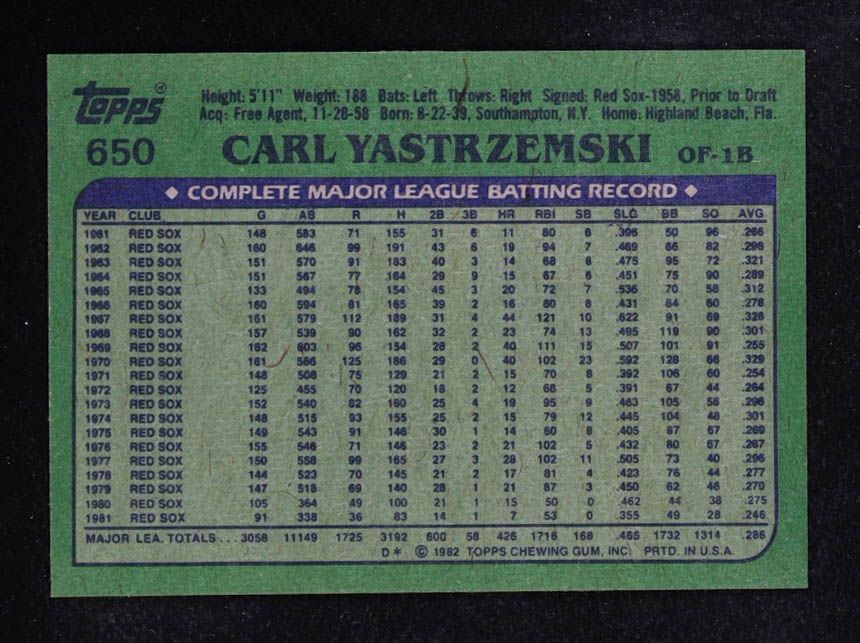 Topps®
Height: 5'11" Weight: 188 Bats: Left Throws: Right Signed: Red Sox-1958, Prior to Draft
Acq: Free Agent, 11-28-58 Born: 8-22-39, Southampton, N.Y. Home: Highland Beach, Fla.
650 CARL YASTRZEMSKI OF-1B
◆ COMPLETE MAJOR LEAGUE BATTING RECORD ◆
YEAR CLUB G AB R H 2B 3B HR RBI SB SLG BB SO AVG
1961 RED SOX 148 583 71 155 31 6 11 80 6 .396 50 96 .266
1962 RED SOX 160 646 99 191 43 6 19 94 7 .469 66 82 .296
1963 RED SOX 151 570 91 183 40 3 14 68 8 .475 95 72 .321
1964 RED SOX 151 567 77 164 29 9 15 67 6 .451 75 90 .289
1965 RED SOX 133 494 78 154 45 3 20 72 7 .536 70 58 .312
1966 RED SOX 160 594 81 165 39 2 16 80 8 .431 84 60 .278
1967 RED SOX 161 579 112 189 31 4 44 121 10 .622 91 69 .326
1968 RED SOX 157 539 90 162 32 2 23 74 13 .495 119 90 .301
1969 RED SOX 162 603 96 154 28 2 40 111 15 .507 101 91 .255
1970 RED SOX 161 566 125 186 29 0 40 102 23 .592 128 66 .329
1971 RED SOX 148 508 75 129 21 2 15 70 8 .392 106 60 .254
1972 RED SOX 125 455 70 120 18 2 12 68 5 .391 67 44 .264
1973 RED SOX 152 540 82 160 25 4 19 95 9 .463 105 58 .296
1974 RED SOX 148 515 93 155 25 2 15 79 12 .445 104 48 .301
1975 RED SOX 149 543 91 146 30 1 14 60 8 .405 87 67 .269
1976 RED SOX 155 546 71 146 23 2 21 102 5 .432 80 67 .267
1977 RED SOX 150 558 99 165 27 3 28 102 11 .505 73 40 .296
1978 RED SOX 144 523 70 145 21 2 17 81 4 .423 76 44 .277
1979 RED SOX 147 518 69 140 28 1 21 87 3 .450 62 46 .270
1980 RED SOX 105 364 49 100 21 1 15 50 0 .462 44 38 .275
1981 RED SOX 91 338 36 83 14 1 7 53 0 .355 49 28 .246
MAJOR LEA. TOTALS . . . 3058 11149 1725 3192 600 58 426 1716 168 .465 1732 1314 .286
D* © 1982 TOPPS CHEWING GUM, INC. PRTD. IN U.S.A.